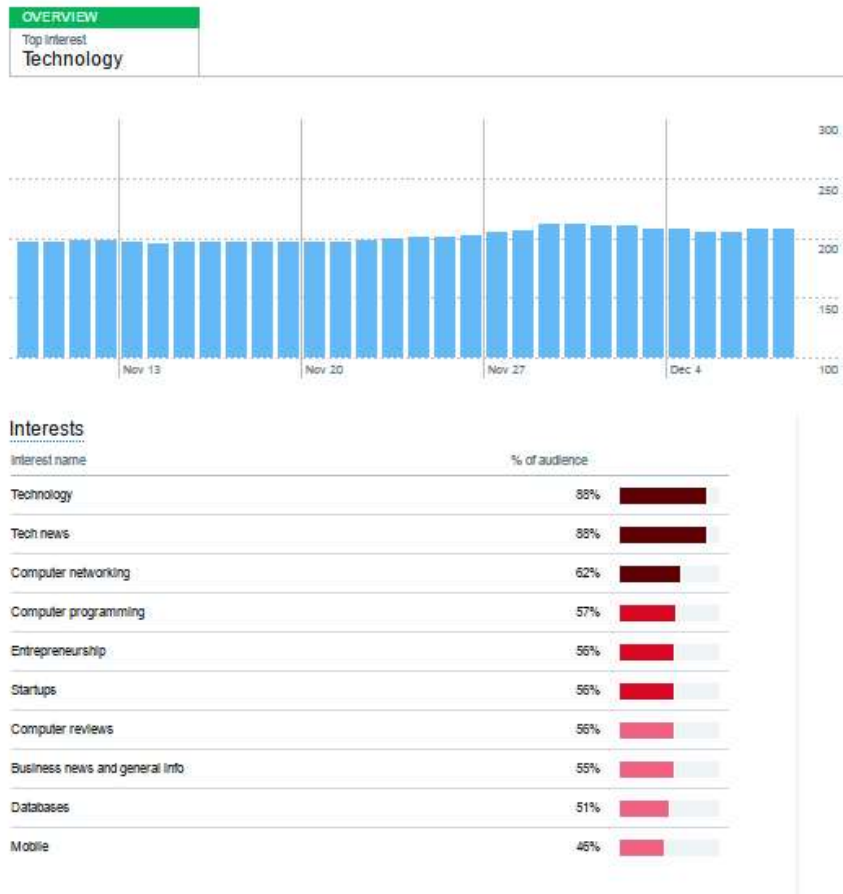 OVERVIEW
Top Interest
Technology
300
250
200
150
100
Nov 13 Nov 20 Nov 27 Dec 4
Interests
Interest name % of audience
Technology 88%
Tech news 88%
Computer networking 62%
Computer programming 57%
Entrepreneurship 56%
Startups 56%
Computer reviews 56%
Business news and general info 55%
Databases 51%
Mobile 46%